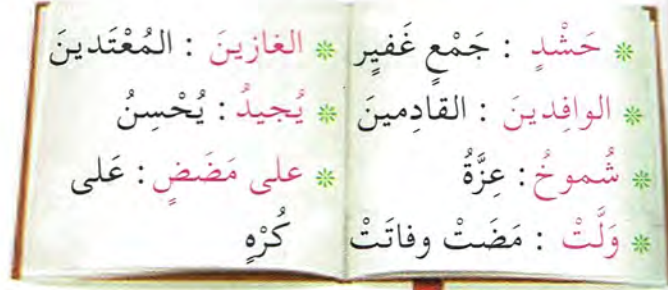 ❊ حَشْدٍ : جَمْعٍ غَفيرٍ
❊ الوافِدينَ : القادِمينَ
❊ شُموخُ : عِزَّةُ
❊ وَلَّتْ : مَضَتْ وفاتَتْ
❊ الغازينَ : المُعْتَدينَ
❊ يُجيدُ : يُحْسِنُ
❊ على مَضَضٍ : عَلى
كُرْهٍ